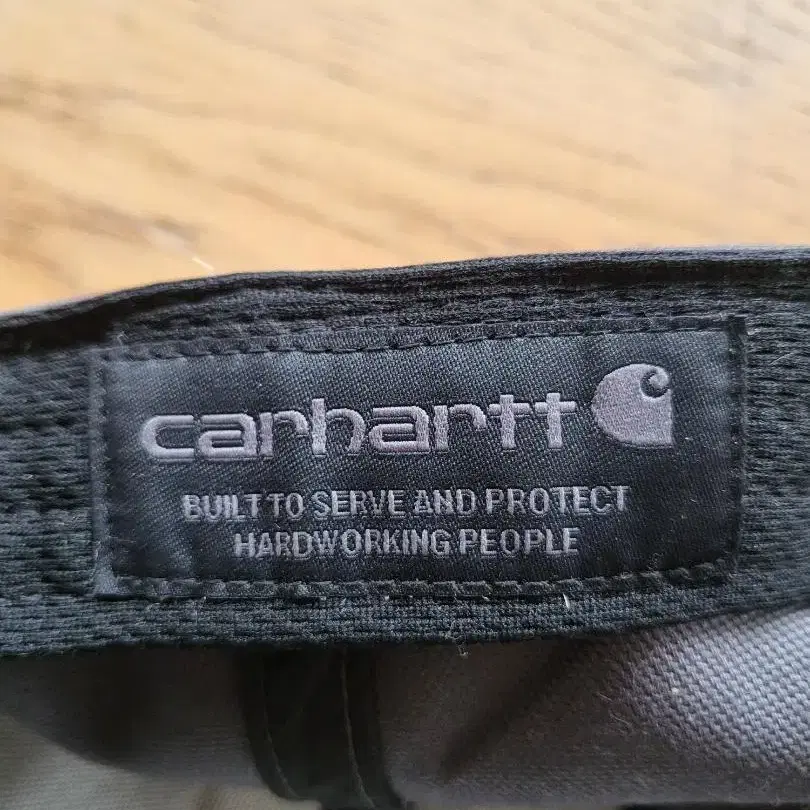 carhartt
BUILT TO SERVE AND PROTECT
HARDWORKING PEOPLE